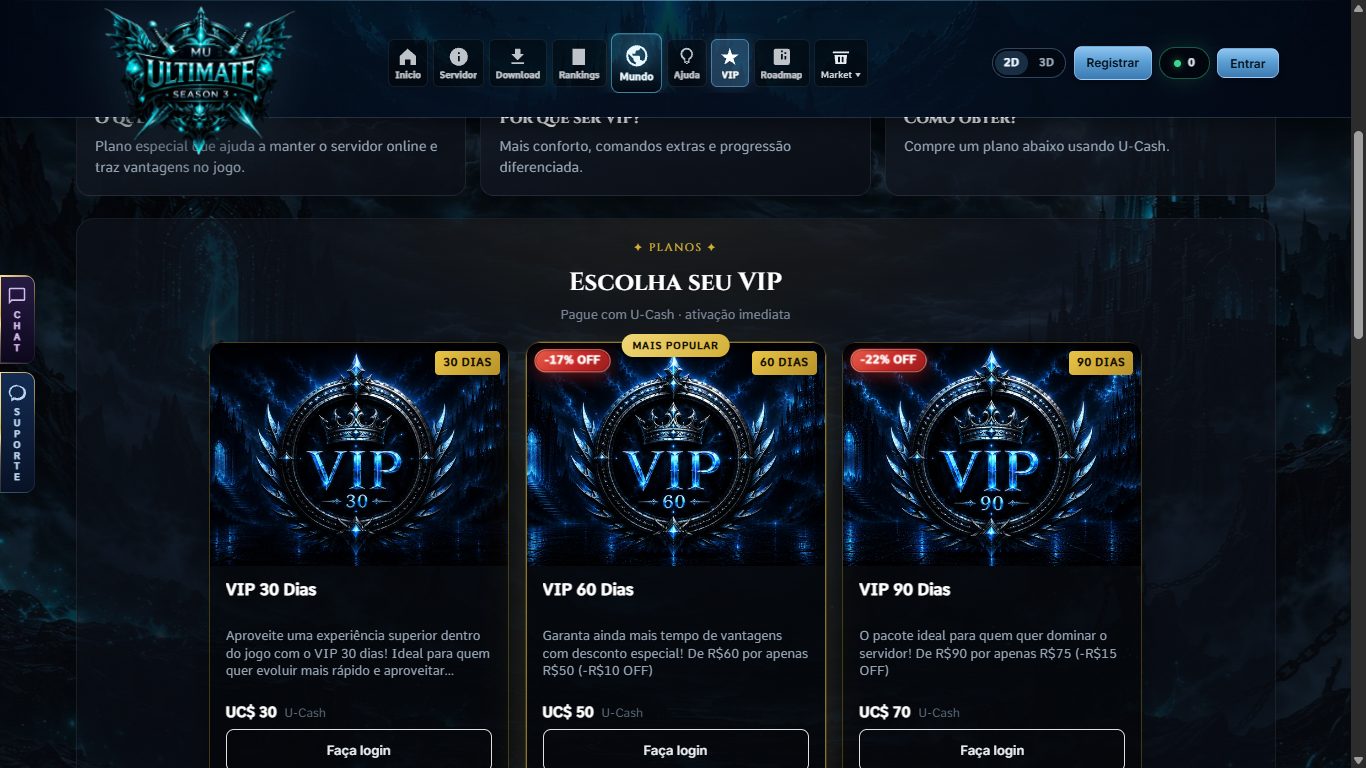 MU
ULTIMATE
SEASON 3
Início
Servidor
Download
Rankings
Mundo
Ajuda
VIP
Roadmap
Market
2D
3D
Registrar
0
Entrar
O QUE
Plano especial que ajuda a manter o servidor online e
traz vantagens no jogo.
POR QUE SER VIP?
Mais conforto, comandos extras e progressão
diferenciada.
COMO OBTER?
Compre um plano abaixo usando U-Cash.
CHAT
SUPORTE
✦ PLANOS ✦
ESCOLHA SEU VIP
Pague com U-Cash · ativação imediata
30 DIAS
VIP
30
VIP 30 Dias
Aproveite uma experiência superior dentro
do jogo com o VIP 30 dias! Ideal para quem
quer evoluir mais rápido e aproveitar...
UC$ 30 U-Cash
Faça login
MAIS POPULAR
-17% OFF
60 DIAS
VIP
60
VIP 60 Dias
Garanta ainda mais tempo de vantagens
com desconto especial! De R$60 por apenas
R$50 (-R$10 OFF)
UC$ 50 U-Cash
Faça login
-22% OFF
90 DIAS
VIP
90
VIP 90 Dias
O pacote ideal para quem quer dominar o
servidor! De R$90 por apenas R$75 (-R$15
OFF)
UC$ 70 U-Cash
Faça login